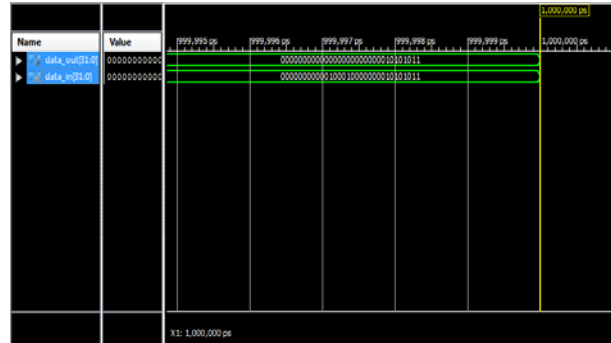 1,000,000 ps
Name Value 999,995 ps 999,996 ps 999,997 ps 999,998 ps 999,999 ps 1,000,000 ps
data_out[31:0] 00000000000 00000000000000000000000010101011
data_in[31:0] 00000000000 00000000000100010000000010101011
X1: 1,000,000 ps